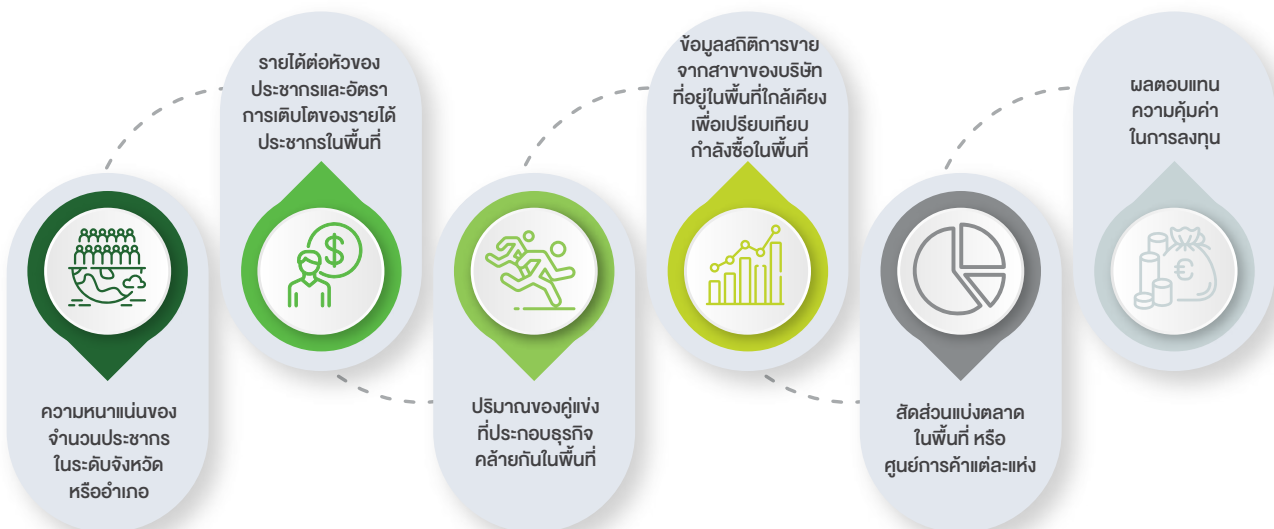 ความหนาแน่นของ
จำนวนประชากร
ในระดับจังหวัด
หรืออำเภอ
รายได้ต่อหัวของ
ประชากรและอัตรา
การเติบโตของรายได้
ประชากรในพื้นที่
$
ปริมาณของคู่แข่ง
ที่ประกอบธุรกิจ
คล้ายกันในพื้นที่
ข้อมูลสถิติการขาย
จากสาขาของบริษัท
ที่อยู่ในพื้นที่ใกล้เคียง
เพื่อเปรียบเทียบ
กำลังซื้อในพื้นที่
สัดส่วนแบ่งตลาด
ในพื้นที่ หรือ
ศูนย์การค้าแต่ละแห่ง
ผลตอบแทน
ความคุ้มค่า
ในการลงทุน
€